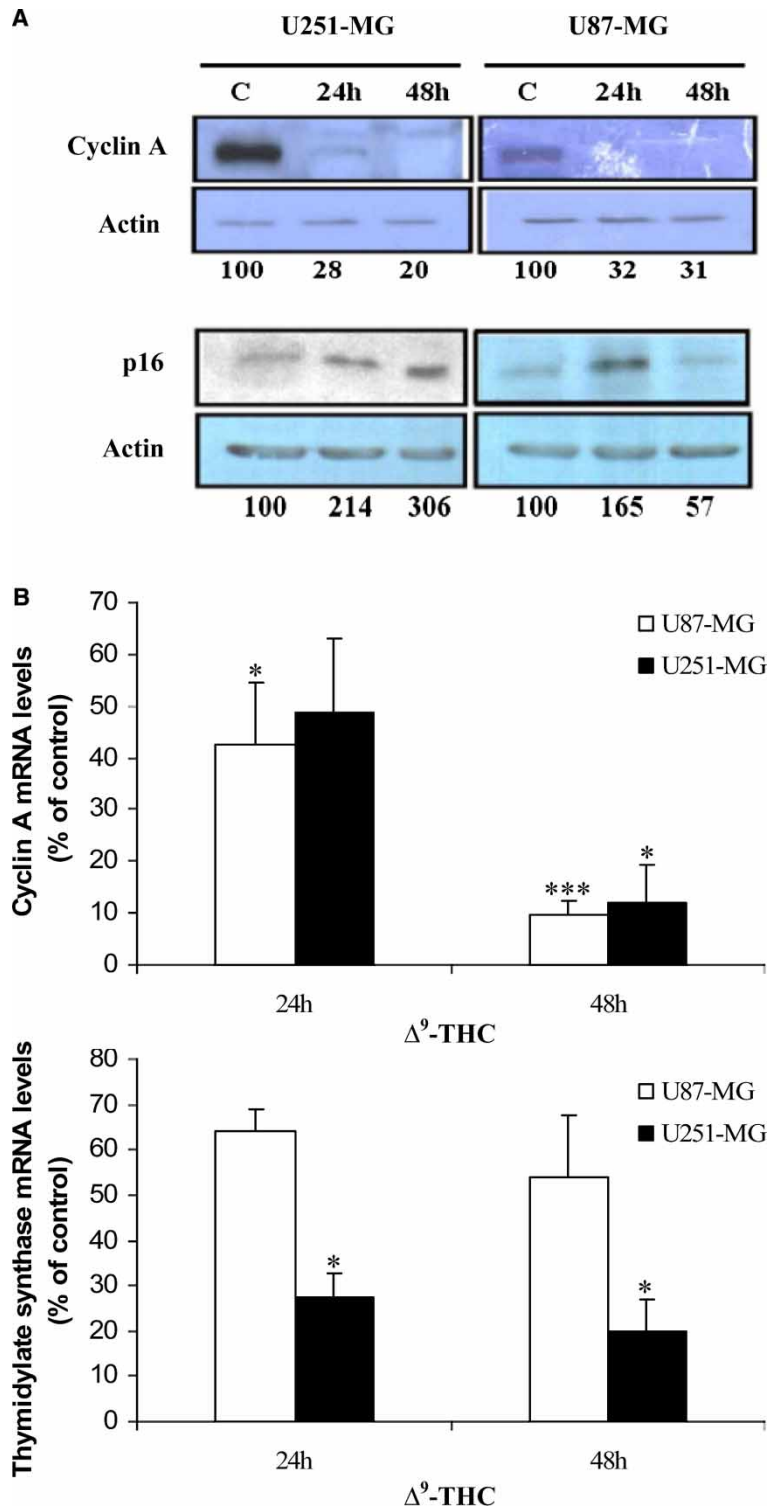 A
U251-MG U87-MG
C 24h 48h C 24h 48h
Cyclin A
Actin
100 28 20 100 32 31
p16
Actin
100 214 306 100 165 57
B
Cyclin A mRNA levels
(% of control)
70
60
50
40
30
20
10
0
U87-MG
U251-MG
*
***
*
24h 48h
Δ⁹-THC
Thymidylate synthase mRNA levels
(% of control)
80
70
60
50
40
30
20
10
0
U87-MG
U251-MG
*
*
24h 48h
Δ⁹-THC